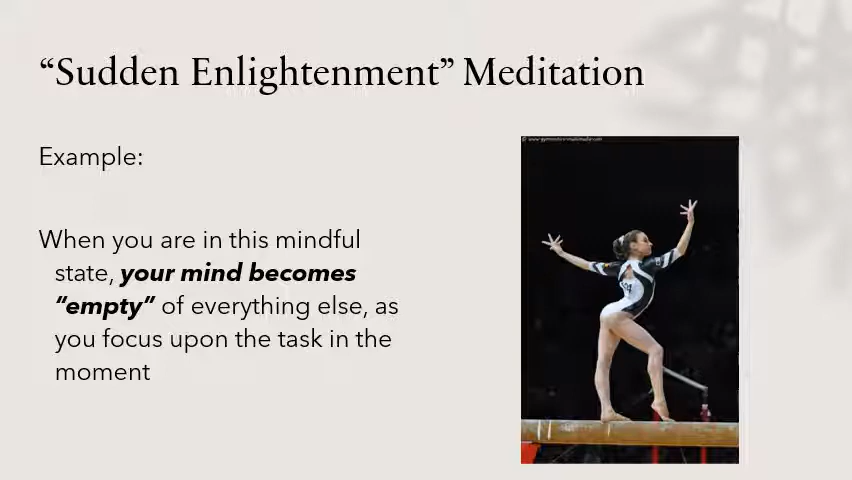 “Sudden Enlightenment” Meditation
Example:
When you are in this mindful
state, your mind becomes
“empty” of everything else, as
you focus upon the task in the
moment